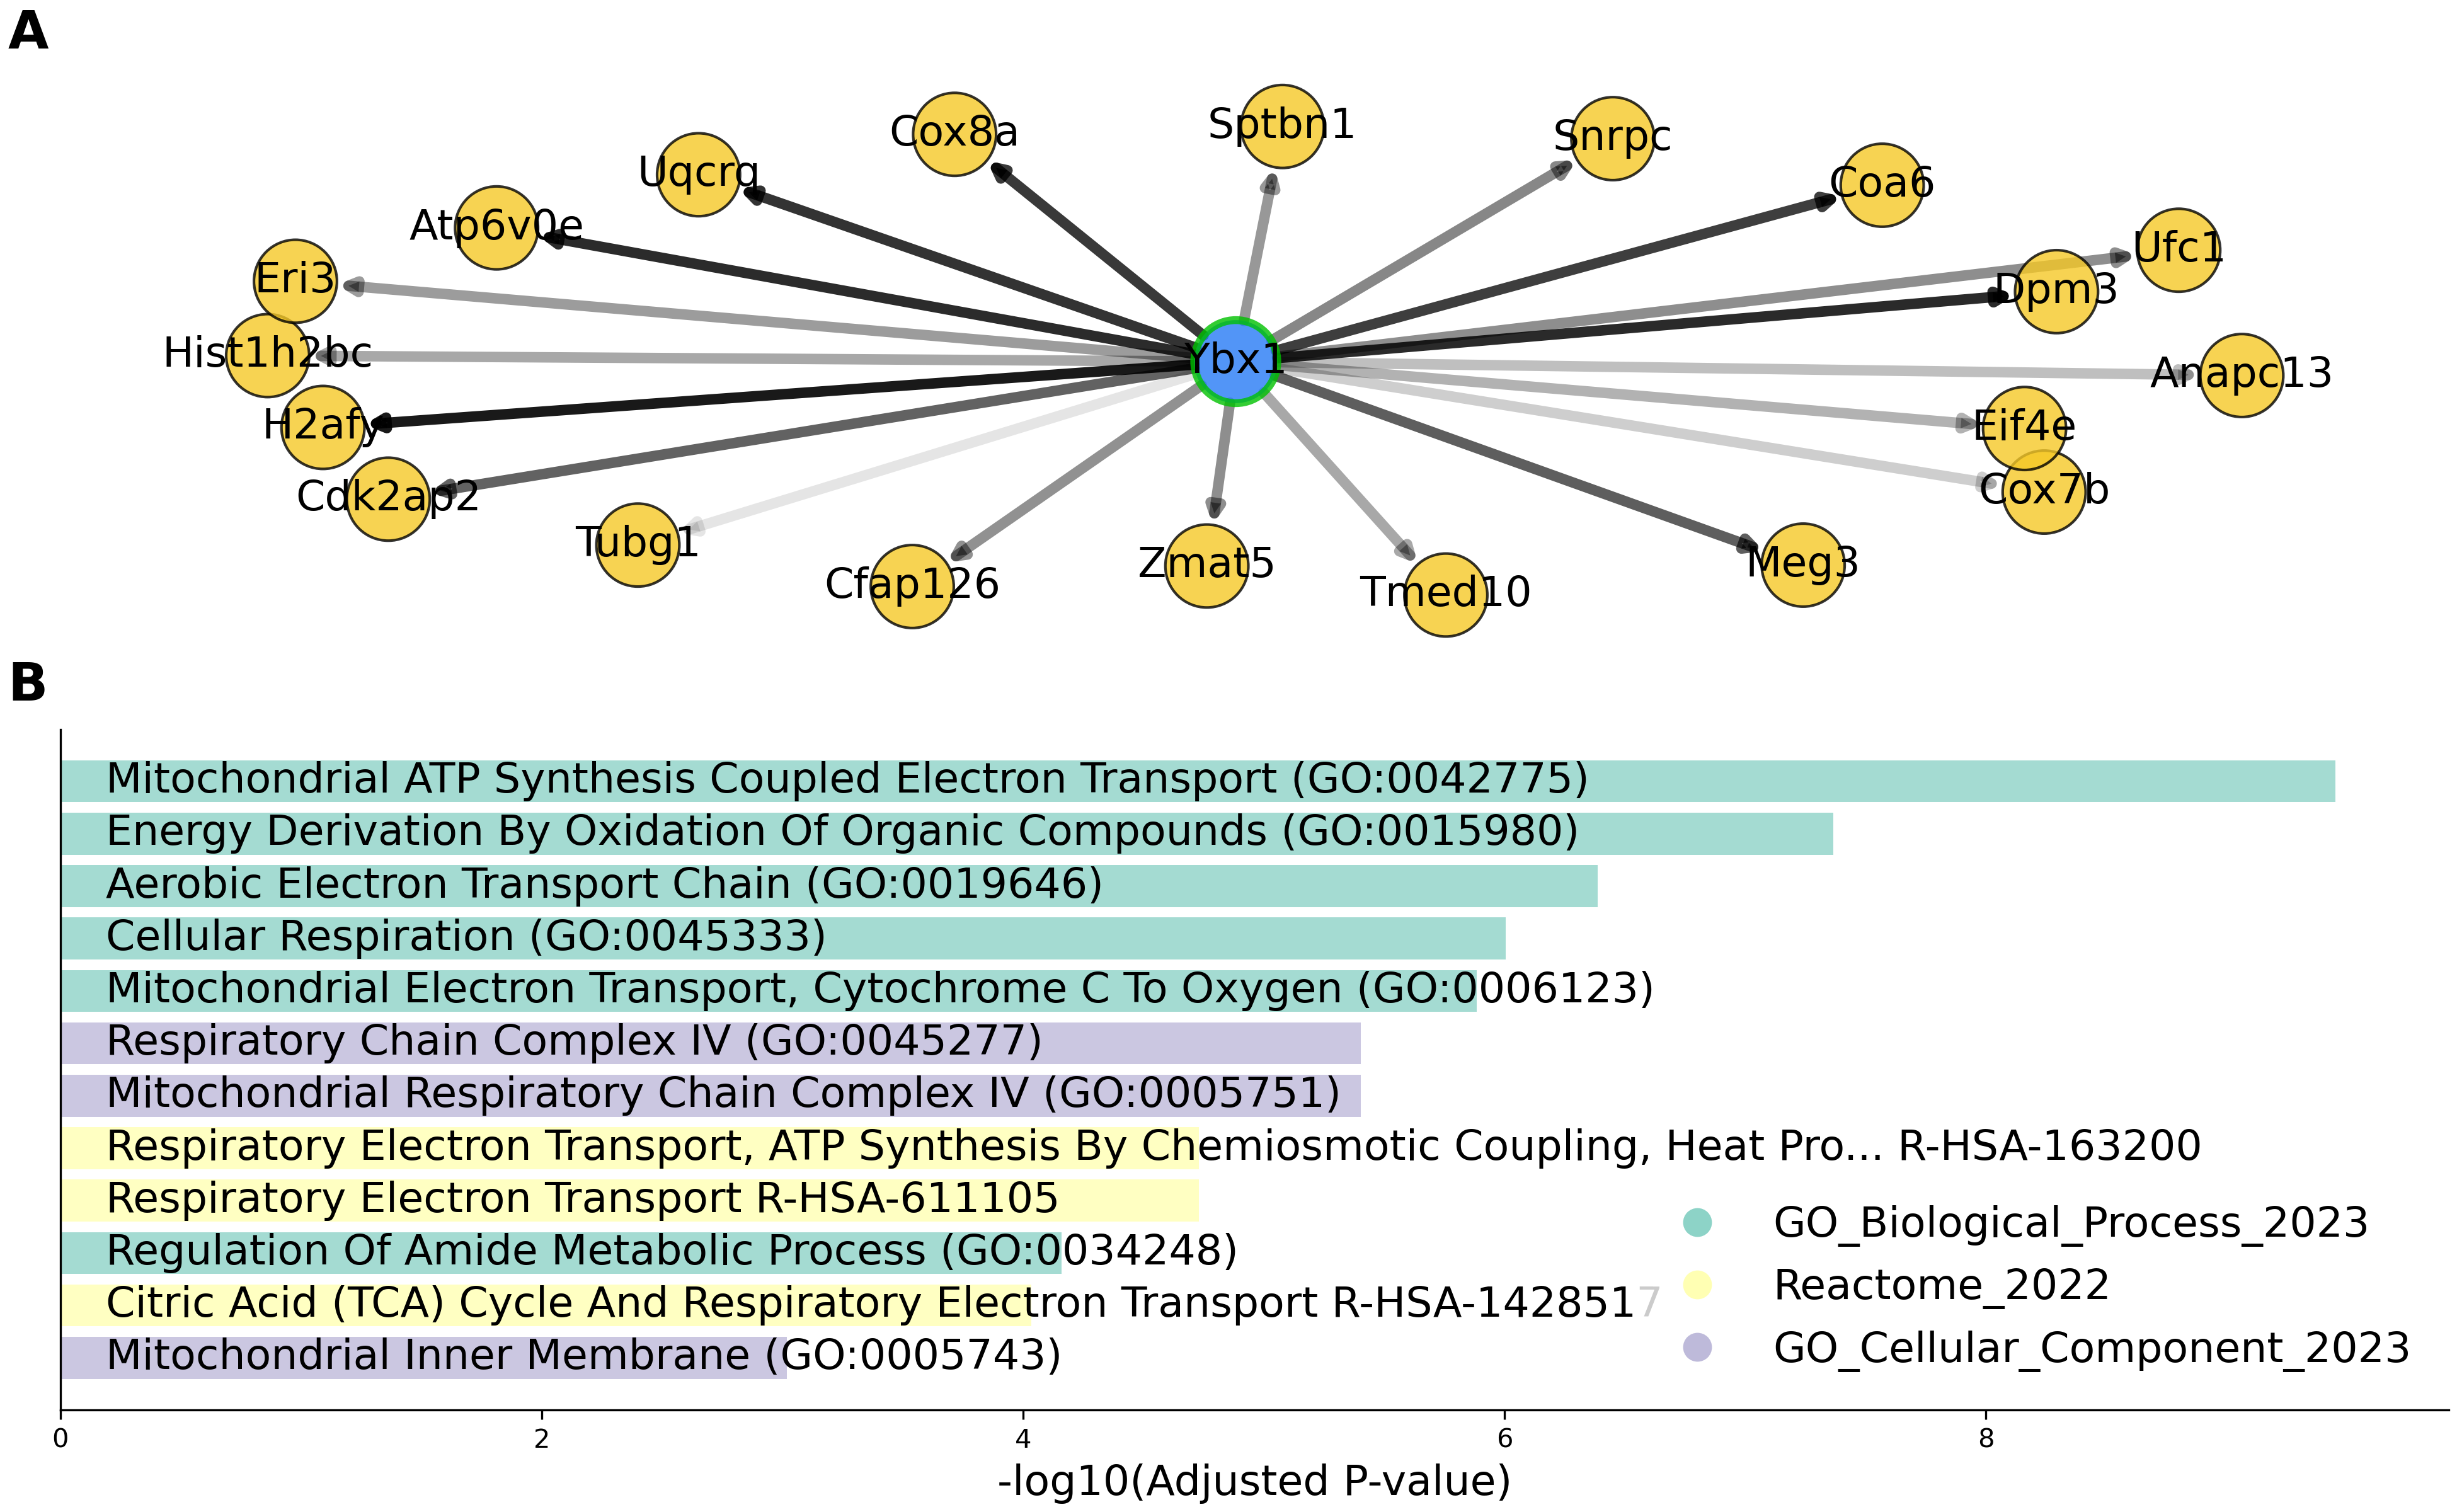 A
Cox8a
Sptbn1
Snrpc
Uqcrq
Coa6
Atp6v0e
Ufc1
Eri3
Dpm3
Hist1h2bc
Ybx1
Anapc13
H2afy
Eif4e
Cdk2ap2
Cox7b
Tubg1
Cfap126
Zmat5
Tmed10
Meg3
B
Mitochondrial ATP Synthesis Coupled Electron Transport (GO:0042775)
Energy Derivation By Oxidation Of Organic Compounds (GO:0015980)
Aerobic Electron Transport Chain (GO:0019646)
Cellular Respiration (GO:0045333)
Mitochondrial Electron Transport, Cytochrome C To Oxygen (GO:0006123)
Respiratory Chain Complex IV (GO:0045277)
Mitochondrial Respiratory Chain Complex IV (GO:0005751)
Respiratory Electron Transport, ATP Synthesis By Chemiosmotic Coupling, Heat Pro... R-HSA-163200
Respiratory Electron Transport R-HSA-611105
Regulation Of Amide Metabolic Process (GO:0034248)
Citric Acid (TCA) Cycle And Respiratory Electron Transport R-HSA-1428517
Mitochondrial Inner Membrane (GO:0005743)
GO_Biological_Process_2023
Reactome_2022
GO_Cellular_Component_2023
0 2 4 6 8
-log10(Adjusted P-value)